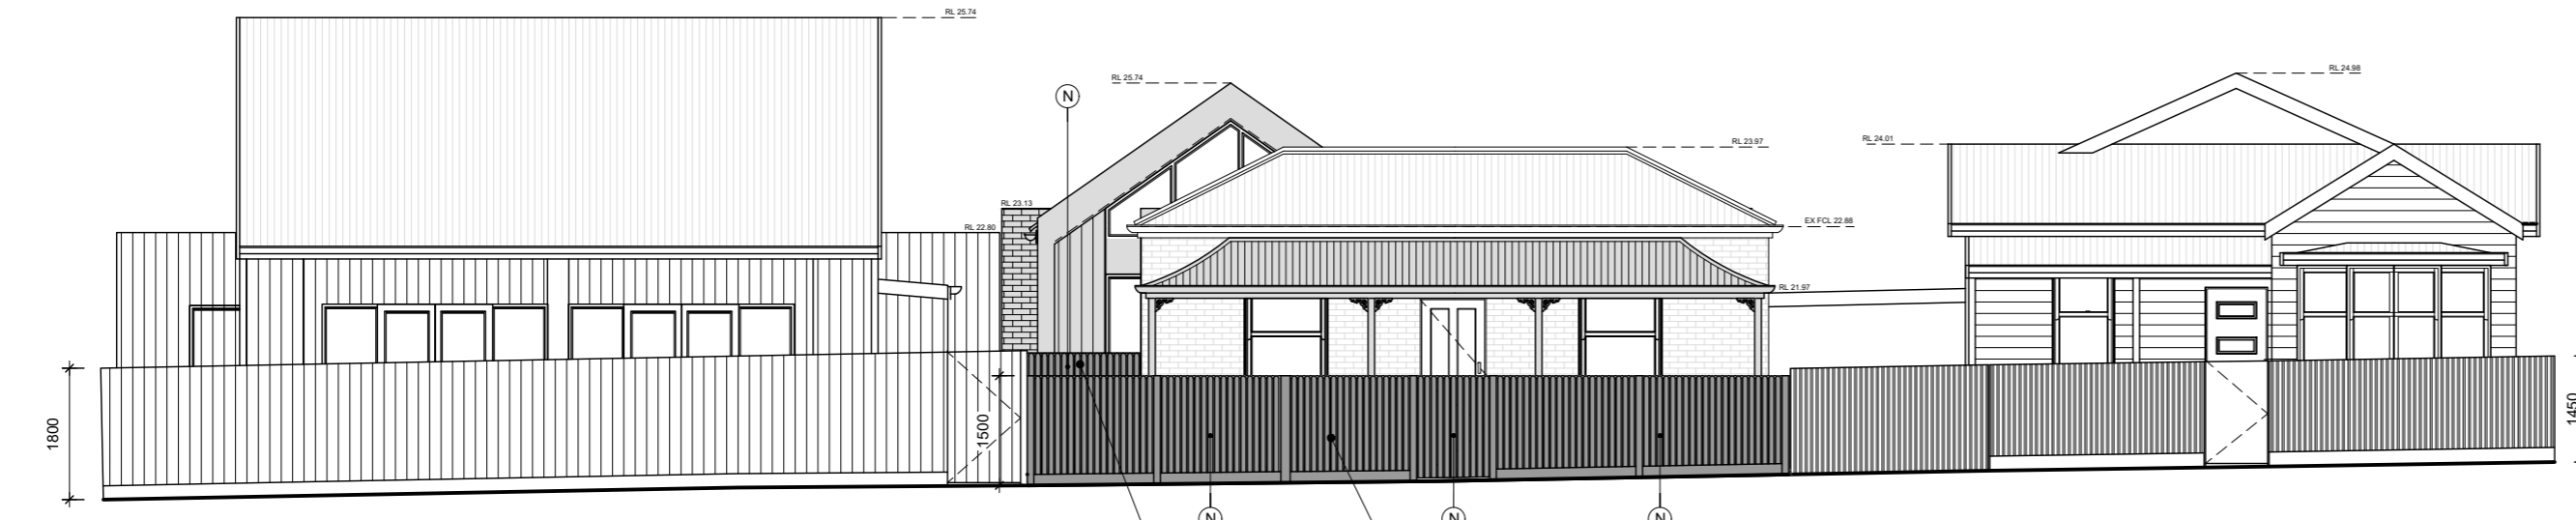 RL 25.74
RL 25.74
RL 24.98
N
RL 23.97
RL 24.01
RL 23.13
EX FCL 22.88
RL 22.80
RL 21.97
1800
1500
1450
N
N
N